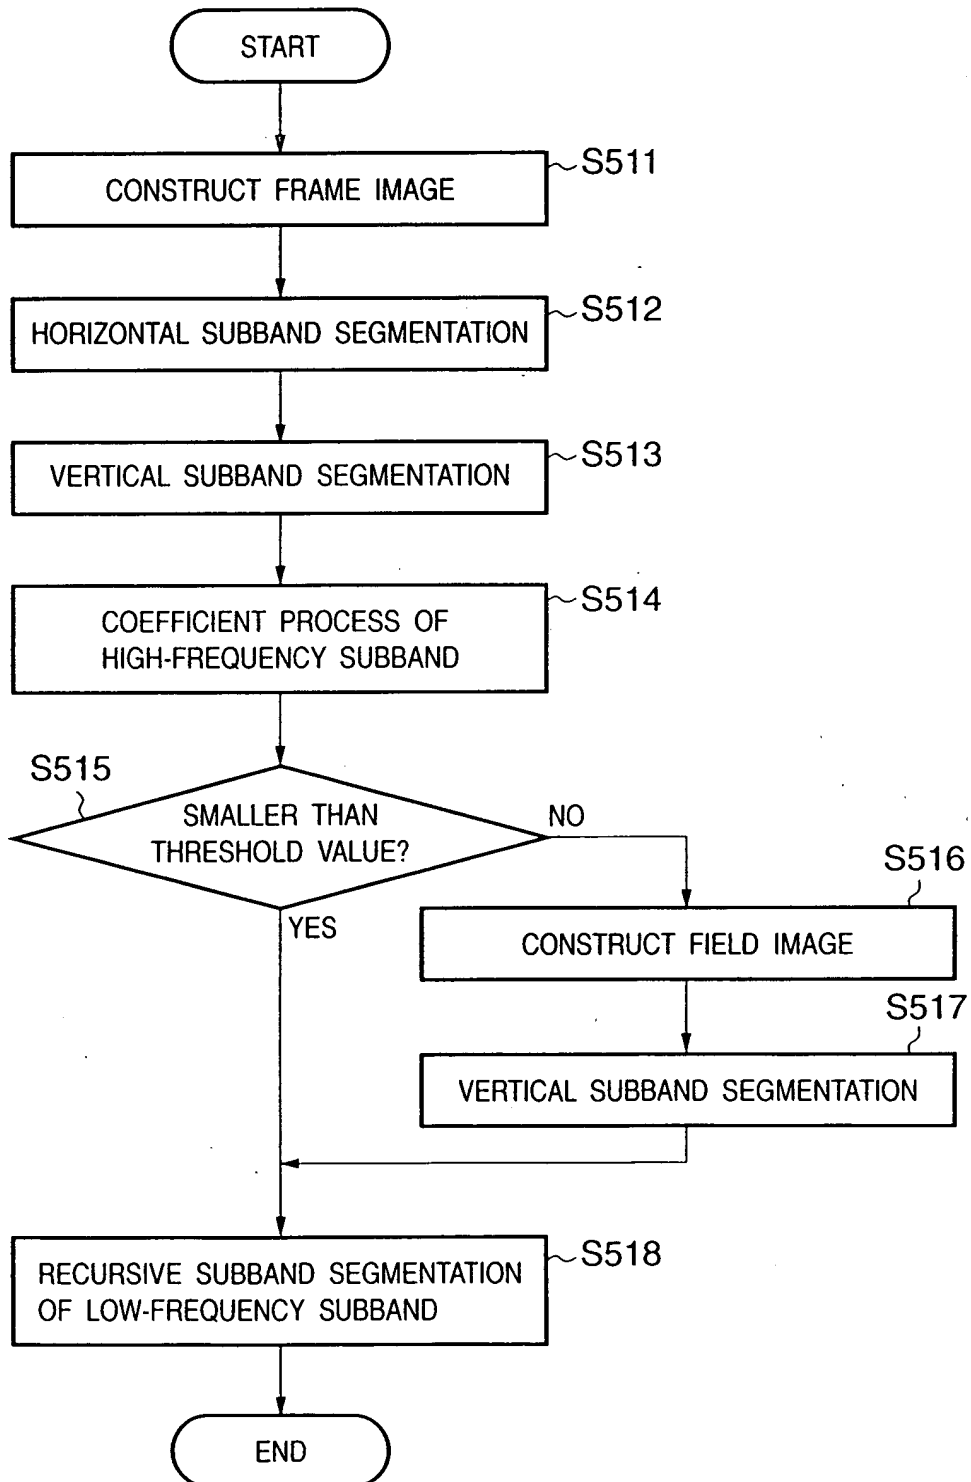 START
CONSTRUCT FRAME IMAGE
S511
HORIZONTAL SUBBAND SEGMENTATION
S512
VERTICAL SUBBAND SEGMENTATION
S513
COEFFICIENT PROCESS OF
HIGH-FREQUENCY SUBBAND
S514
S515
SMALLER THAN
THRESHOLD VALUE?
NO
YES
S516
CONSTRUCT FIELD IMAGE
S517
VERTICAL SUBBAND SEGMENTATION
RECURSIVE SUBBAND SEGMENTATION
OF LOW-FREQUENCY SUBBAND
S518
END